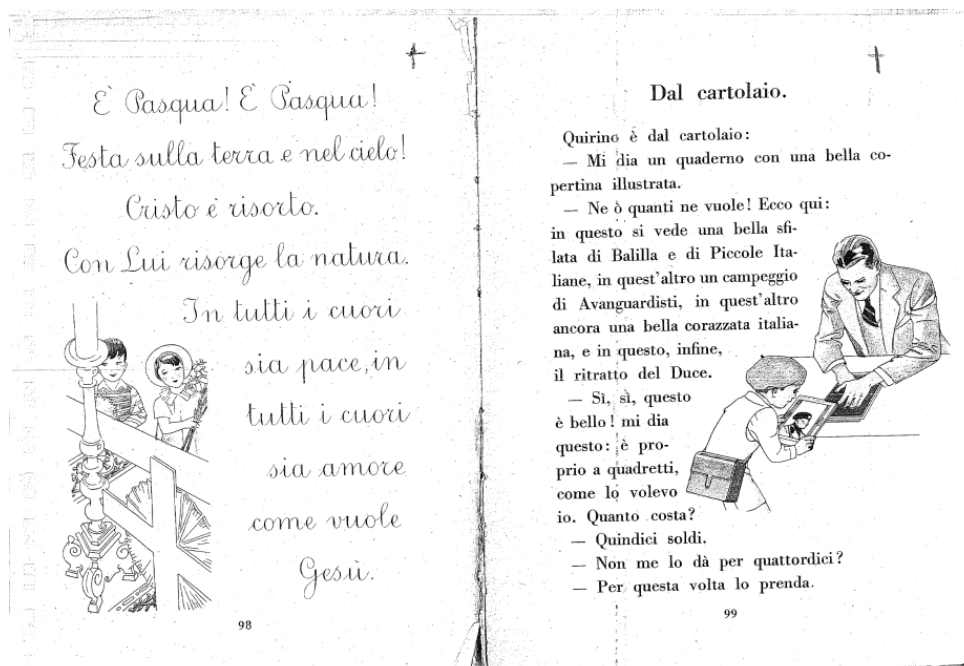 È Pasqua! È Pasqua!
Festa sulla terra e nel cielo!
Cristo è risorto.
Con Lui risorge la natura.
In tutti i cuori
sia pace, in
tutti i cuori
sia amore
come vuole
Gesù.
98
Dal cartolaio.
Quirino è dal cartolaio:
— Mi dia un quaderno con una bella co-
pertina illustrata.
— Ne ò quanti ne vuole! Ecco qui:
in questo si vede una bella sfi-
lata di Balilla e di Piccole Ita-
liane, in quest'altro un campeggio
di Avanguardisti, in quest'altro
ancora una bella corazzata italia-
na, e in questo, infine,
il ritratto del Duce.
— Sì, sì, questo
è bello! mi dia
questo: è pro-
prio a quadretti,
come lo volevo
io. Quanto costa?
— Quindici soldi.
— Non me lo dà per quattordici?
— Per questa volta lo prenda.
99